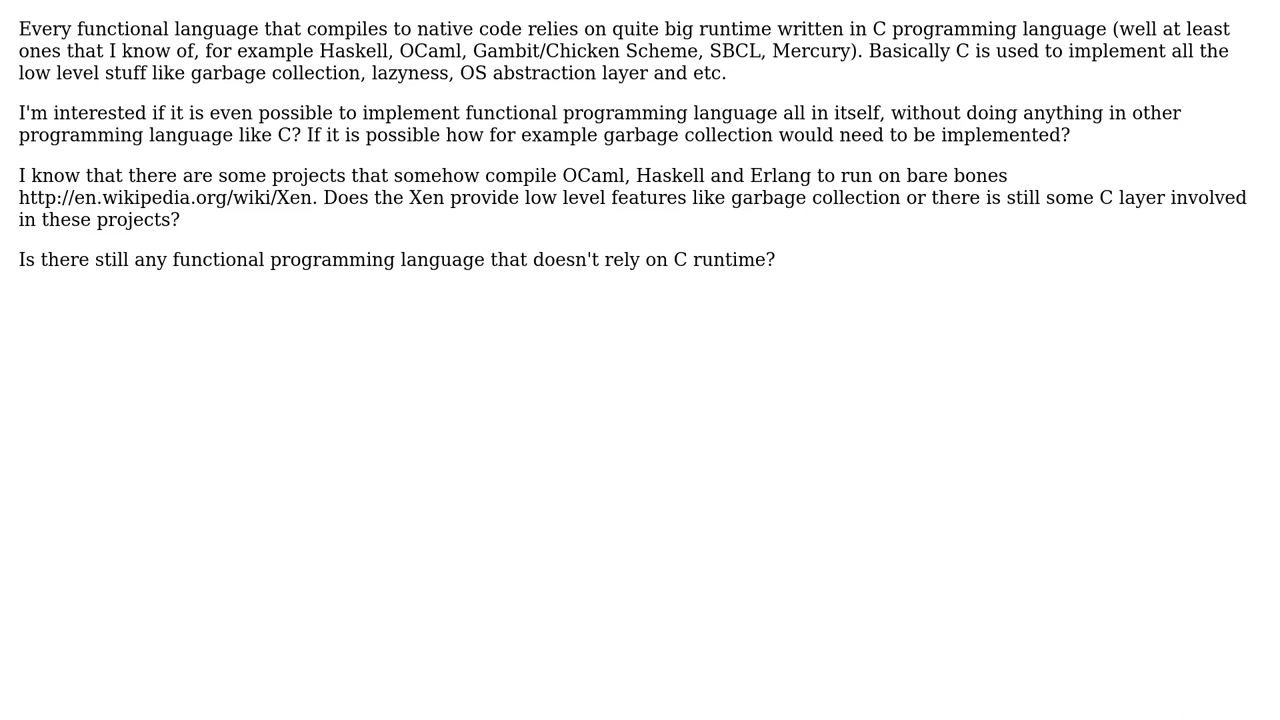 Every functional language that compiles to native code relies on quite big runtime written in C programming language (well at least
ones that I know of, for example Haskell, OCaml, Gambit/Chicken Scheme, SBCL, Mercury). Basically C is used to implement all the
low level stuff like garbage collection, lazyness, OS abstraction layer and etc.
I'm interested if it is even possible to implement functional programming language all in itself, without doing anything in other
programming language like C? If it is possible how for example garbage collection would need to be implemented?
I know that there are some projects that somehow compile OCaml, Haskell and Erlang to run on bare bones
http://en.wikipedia.org/wiki/Xen. Does the Xen provide low level features like garbage collection or there is still some C layer involved
in these projects?
Is there still any functional programming language that doesn't rely on C runtime?